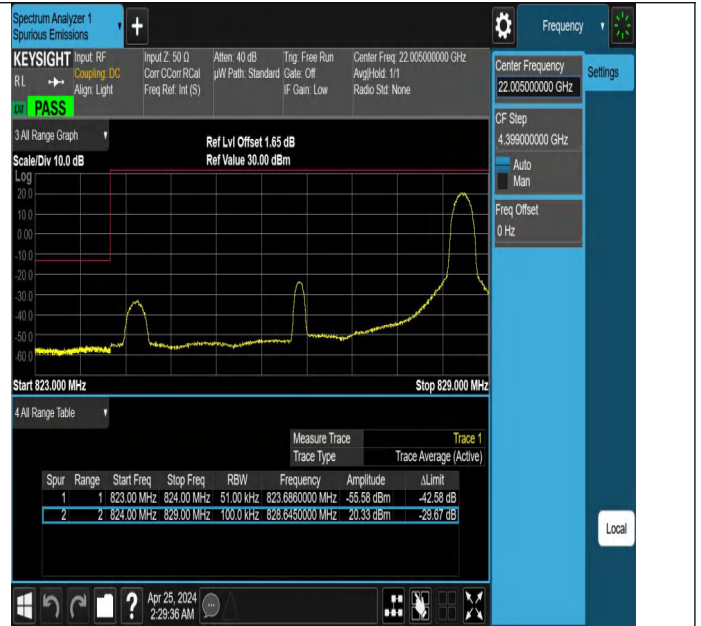 Spectrum Analyzer 1
Spurious Emissions
Frequency
KEYSIGHT
RL
Input: RF
Coupling: DC
Align: Light
Input Z: 50 Ω
Corr CCorr RCal
Freq Ref: Int (S)
Atten: 40 dB
µW Path: Standard
Trig: Free Run
Gate: Off
IF Gain: Low
Center Freq: 22.005000000 GHz
Avg|Hold: 1/1
Radio Std: None
LXI PASS
Center Frequency
22.005000000 GHz
Settings
CF Step
4.399000000 GHz
Auto
Man
Freq Offset
0 Hz
3 All Range Graph
Ref Lvl Offset 1.65 dB
Scale/Div 10.0 dB
Ref Value 30.00 dBm
Log
20.0
10.0
0.00
-10.0
-20.0
-30.0
-40.0
-50.0
-60.0
Start 823.000 MHz
Stop 829.000 MHz
4 All Range Table
Measure Trace Trace 1
Trace Type Trace Average (Active)
Spur Range Start Freq Stop Freq RBW Frequency Amplitude ΔLimit
1 1 823.00 MHz 824.00 MHz 51.00 kHz 823.6860000 MHz -55.58 dBm -42.58 dB
2 2 824.00 MHz 829.00 MHz 100.0 kHz 828.6450000 MHz 20.33 dBm -29.67 dB
Local
?
Apr 25, 2024
2:29:36 AM